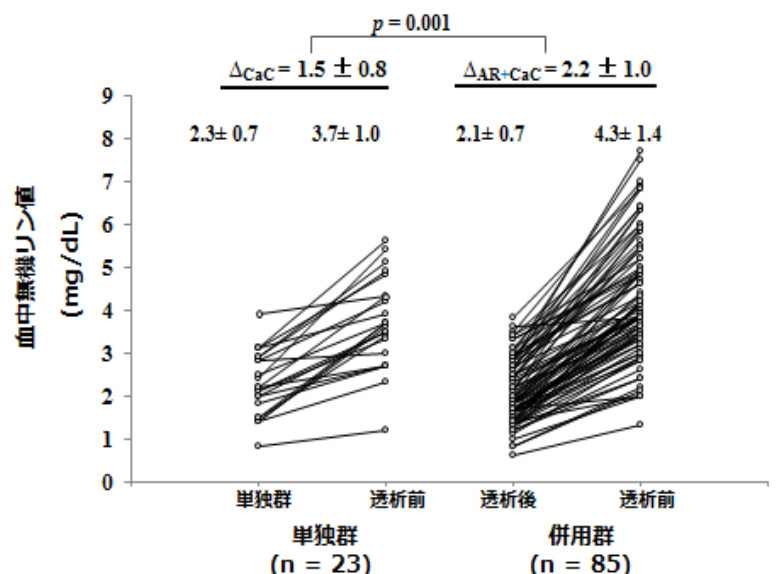 p = 0.001
ΔCaC = 1.5 ± 0.8 ΔAR+CaC = 2.2 ± 1.0
2.3± 0.7 3.7± 1.0 2.1± 0.7 4.3± 1.4
血中無機リン値
(mg/dL)
9
8
7
6
5
4
3
2
1
0
単独群 透析前 透析後 透析前
単独群 併用群
(n = 23) (n = 85)